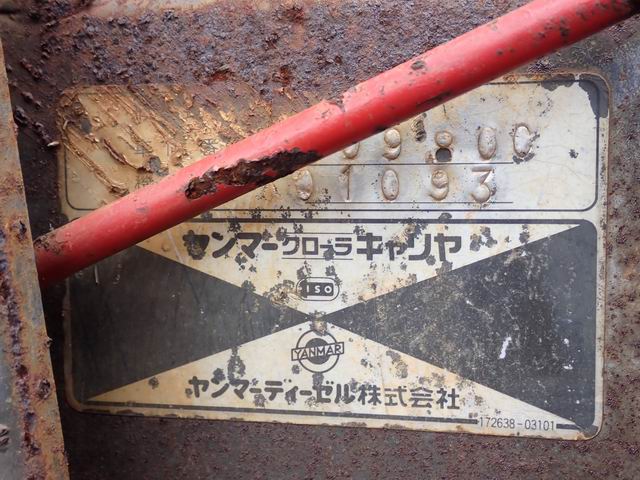 09800
01093
ヤンマークローラキャリヤ
ISO
YANMAR
ヤンマーディーゼル株式会社
172638-03101